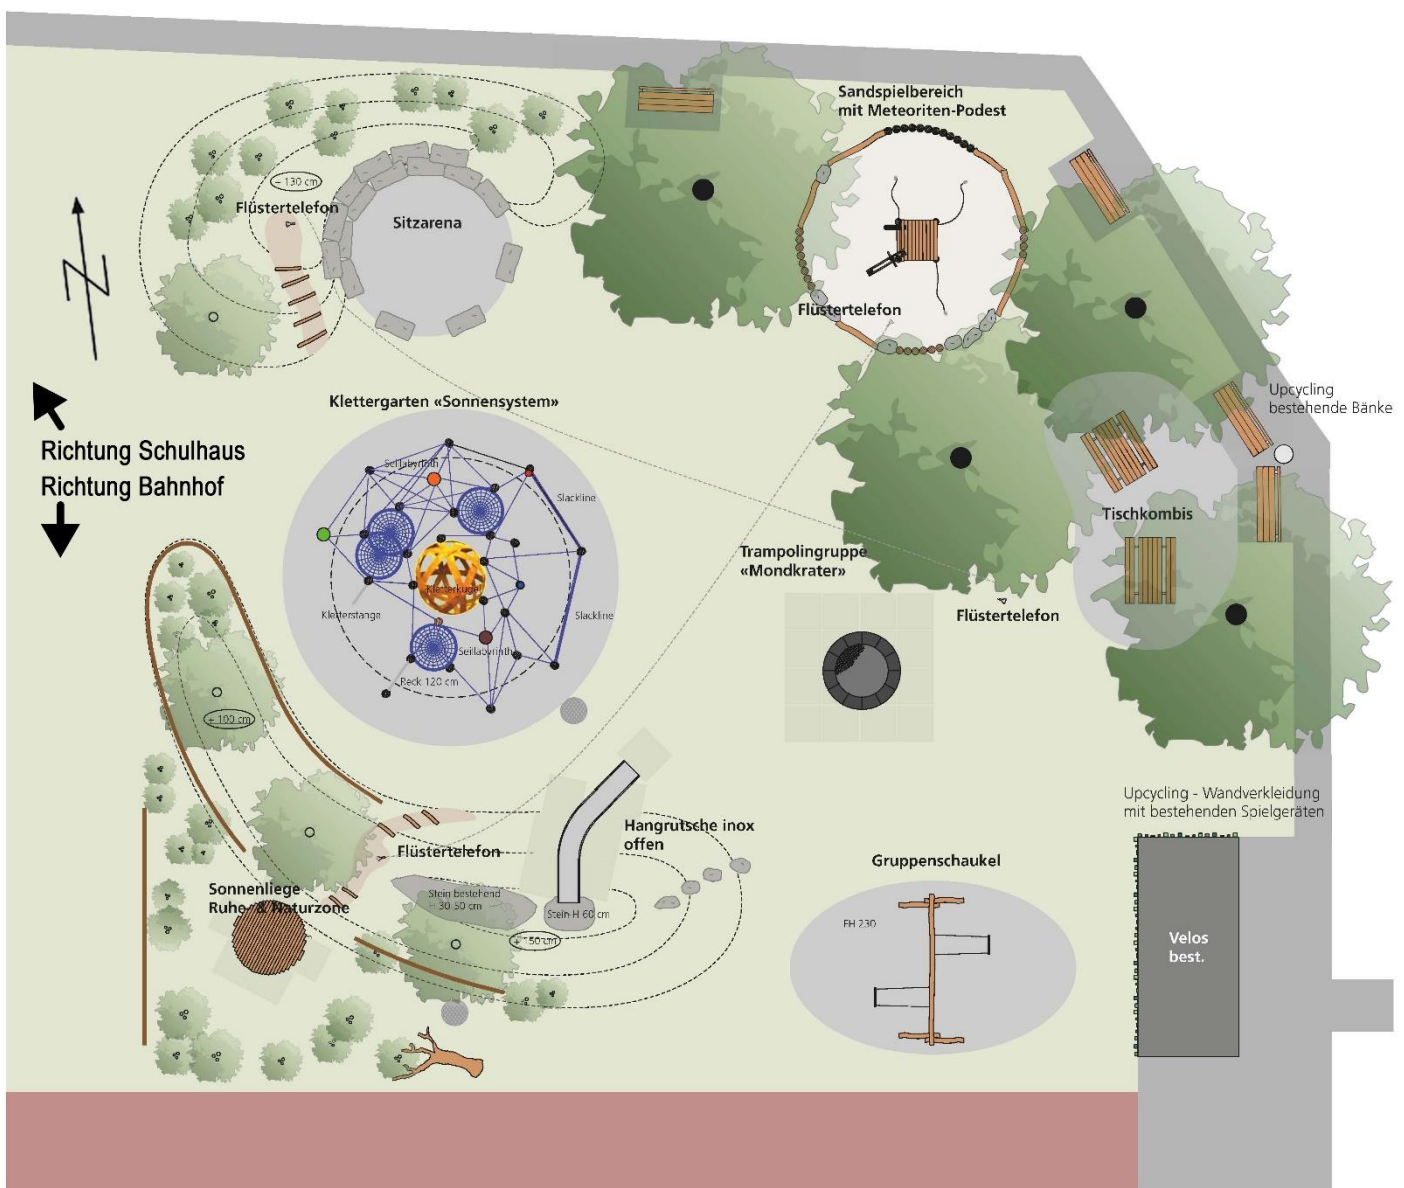 Sandspielbereich
mit Meteoriten-Podest
± 130 cm
Flüstertelefon
Sitzarena
Flüstertelefon
Upcycling
bestehende Bänke
Klettergarten «Sonnensystem»
Richtung Schulhaus
Richtung Bahnhof
Seillabyrinth
Slackline
Tischkombis
Trampolingruppe
«Mondkrater»
Kletterkugel
Kletterstange
Slackline
Flüstertelefon
Seillabyrinth
Reck 120 cm
± 100 cm
Upcycling - Wandverkleidung
mit bestehenden Spielgeräten
Hangrutsche inox
offen
Flüstertelefon
Gruppenschaukel
Sonnenliege
Ruhe- & Naturzone
Stein bestehend
H 30-50 cm
Stein H 60 cm
FH 230
± 150 cm
Velos
best.